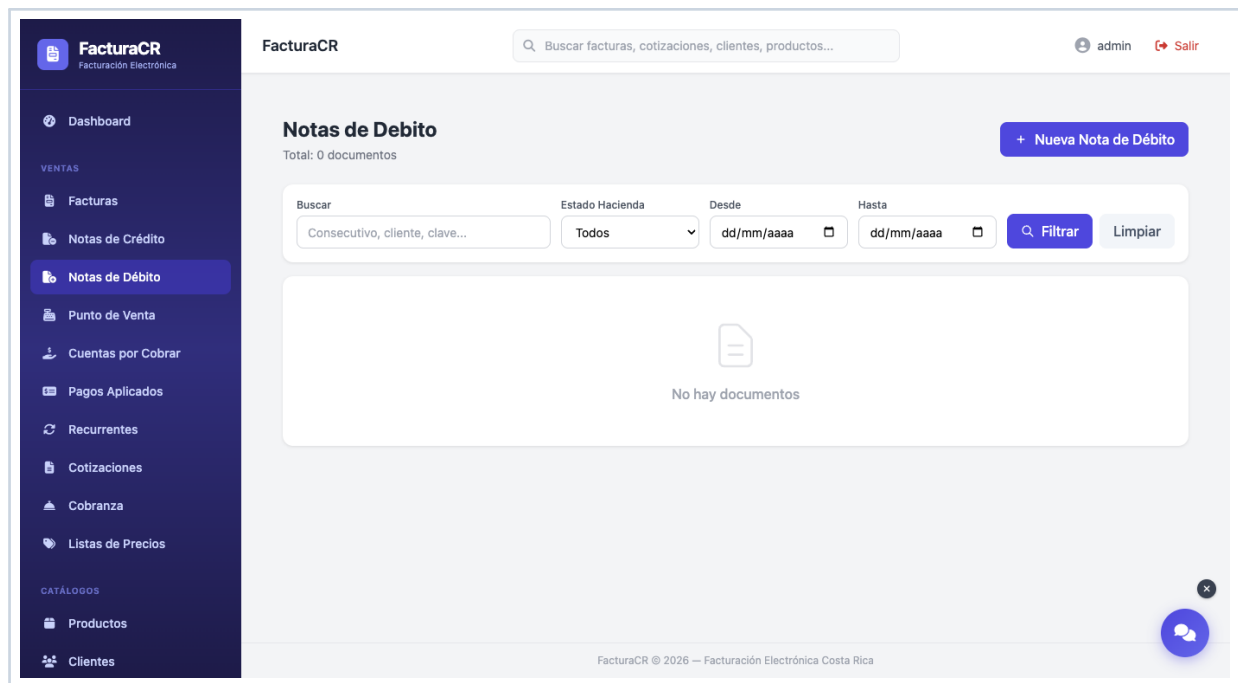 FacturaCR
Facturación Electrónica
Dashboard
VENTAS
Facturas
Notas de Crédito
Notas de Débito
Punto de Venta
Cuentas por Cobrar
Pagos Aplicados
Recurrentes
Cotizaciones
Cobranza
Listas de Precios
CATÁLOGOS
Productos
Clientes
FacturaCR
Buscar facturas, cotizaciones, clientes, productos...
admin
Salir
Notas de Debito
Total: 0 documentos
+ Nueva Nota de Débito
Buscar
Consecutivo, cliente, clave...
Estado Hacienda
Todos
Desde
dd/mm/aaaa
Hasta
dd/mm/aaaa
Filtrar
Limpiar
No hay documentos
FacturaCR © 2026 — Facturación Electrónica Costa Rica